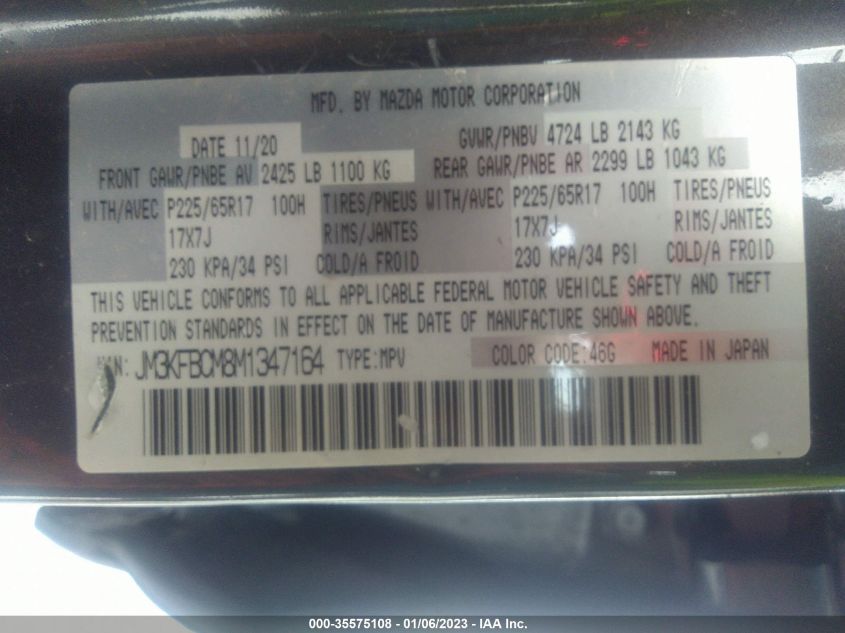 MFD. BY MAZDA MOTOR CORPORATION
DATE 11/20 GVWR/PNBV 4724 LB 2143 KG
FRONT GAWR/PNBE AV 2425 LB 1100 KG REAR GAWR/PNBE AR 2299 LB 1043 KG
WITH/AVEC P225/65R17 100H TIRES/PNEUS WITH/AVEC P225/65R17 100H TIRES/PNEUS
17X7J RIMS/JANTES 17X7J RIMS/JANTES
230 KPA/34 PSI COLD/A FROID 230 KPA/34 PSI COLD/A FROID
THIS VEHICLE CONFORMS TO ALL APPLICABLE FEDERAL MOTOR VEHICLE SAFETY AND THEFT
PREVENTION STANDARDS IN EFFECT ON THE DATE OF MANUFACTURE SHOWN ABOVE.
JM3KFBCM8M1347164 TYPE:MPV COLOR CODE:46G MADE IN JAPAN
000-35575108 - 01/06/2023 - IAA Inc.